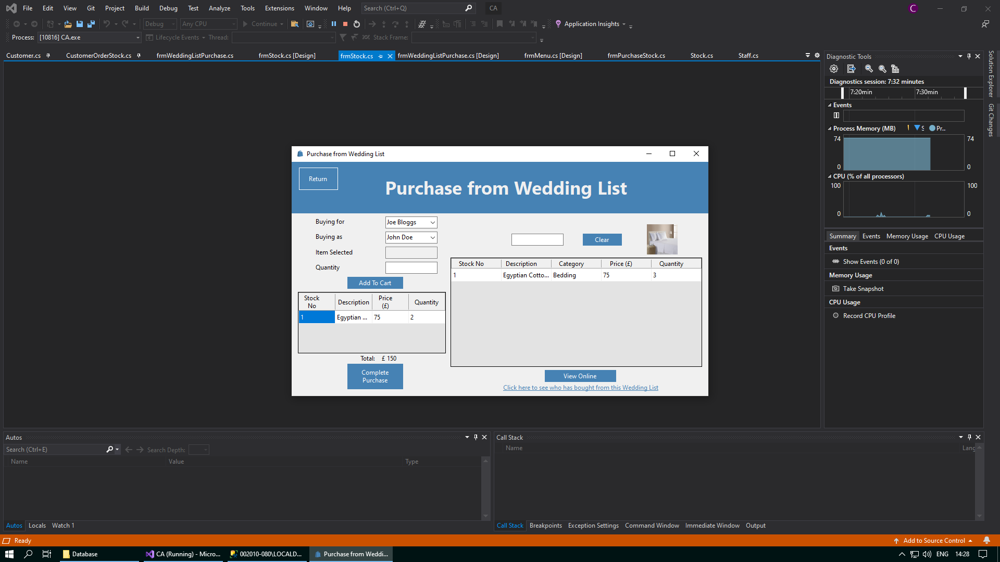 File Edit View Git Project Build Debug Test Analyze Tools Extensions Window Help Search (Ctrl+Q) CA C
Debug Any CPU Continue Application Insights
Process: [10816] CA.exe Lifecycle Events Thread: Stack Frame:
Customer.cs CustomerOrderStock.cs frmWeddingListPurchase.cs frmStock.cs [Design] frmStock.cs frmWeddingListPurchase.cs [Design] frmMenu.cs [Design] frmPurchaseStock.cs Stock.cs Staff.cs
Diagnostic Tools
Diagnostics session: 7:32 minutes
7:20min 7:30min
Events
Process Memory (MB) S Pr...
74 74
0 0
CPU (% of all processors)
100 100
0 0
Summary Events Memory Usage CPU Usage
Events
Show Events (0 of 0)
Memory Usage
Take Snapshot
CPU Usage
Record CPU Profile
Solution Explorer
Git Changes
Purchase from Wedding List
Return
Purchase from Wedding List
Buying for Joe Bloggs
Buying as John Doe
Item Selected
Quantity
Add To Cart
Clear
Stock No Description Price (£) Quantity
1 Egyptian ... 75 2
Total: £ 150
Complete Purchase
Stock No Description Category Price (£) Quantity
1 Egyptian Cotto... Bedding 75 3
View Online
Click here to see who has bought from this Wedding List
Autos
Search (Ctrl+E) Search Depth:
Name Value Type
Autos Locals Watch 1
Call Stack
Name Lang
Call Stack Breakpoints Exception Settings Command Window Immediate Window Output
Ready Add to Source Control
Database CA (Running) - Micro... 002010-080\LOCALD... Purchase from Weddi... ENG 14:28